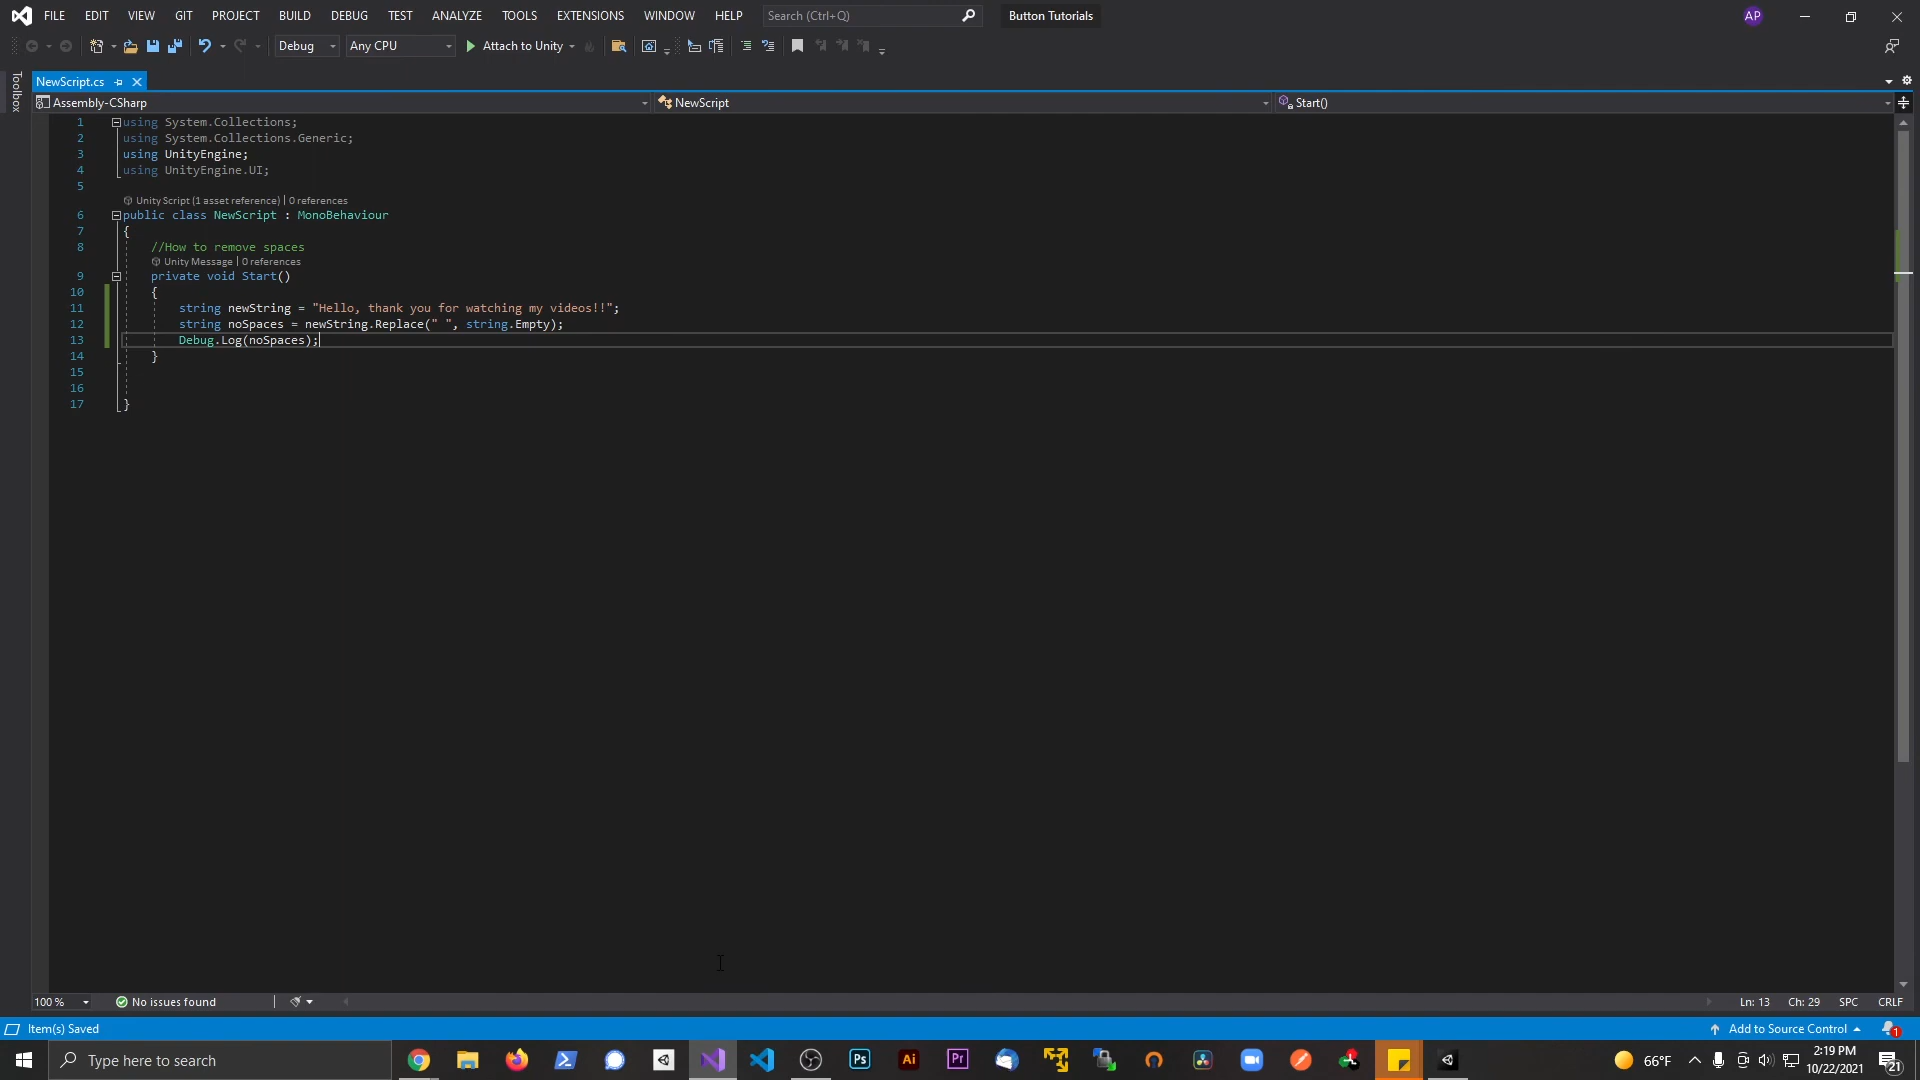 FILE EDIT VIEW GIT PROJECT BUILD DEBUG TEST ANALYZE TOOLS EXTENSIONS WINDOW HELP Search (Ctrl+Q) Button Tutorials AP
Debug Any CPU Attach to Unity
Toolbox
NewScript.cs
Assembly-CSharp NewScript Start()
1 using System.Collections;
2 using System.Collections.Generic;
3 using UnityEngine;
4 using UnityEngine.UI;
5
Unity Script (1 asset reference) | 0 references
6 public class NewScript : MonoBehaviour
7 {
8 //How to remove spaces
Unity Message | 0 references
9 private void Start()
10 {
11 string newString = "Hello, thank you for watching my videos!!";
12 string noSpaces = newString.Replace(" ", string.Empty);
13 Debug.Log(noSpaces);
14 }
15
16
17 }
100 % No issues found Ln: 13 Ch: 29 SPC CRLF
Item(s) Saved Add to Source Control 1
Type here to search Ps Ai Pr 66°F 2:19 PM
10/22/2021 21